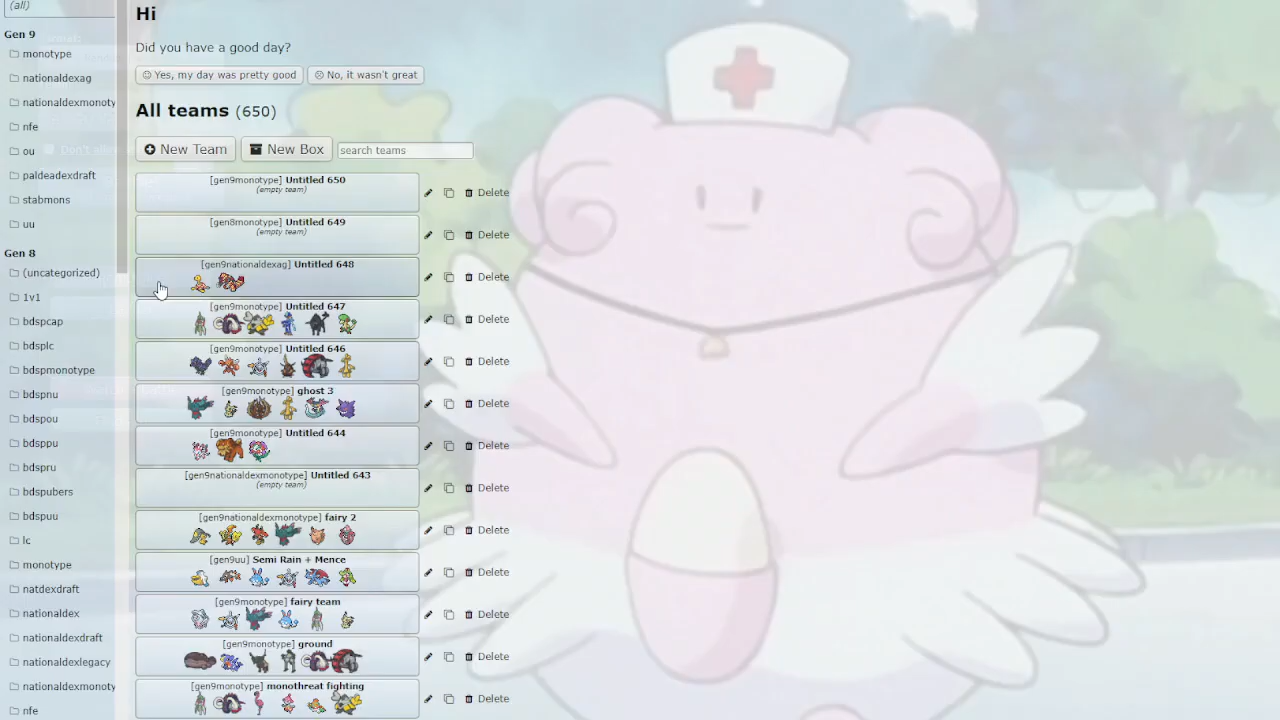 (all)
Gen 9
monotype
nationaldexag
nationaldexmonoty
nfe
ou
paldeadexdraft
stabmons
uu
Gen 8
(uncategorized)
1v1
bdspcap
bdsplc
bdspmonotype
bdspnu
bdspou
bdsppu
bdspru
bdspubers
bdspuu
lc
monotype
natdexdraft
nationaldex
nationaldexdraft
nationaldexlegacy
nationaldexmonoty
nfe
Hi
Did you have a good day?
Yes, my day was pretty good
No, it wasn't great
All teams (650)
New Team
New Box
search teams
[gen9monotype] Untitled 650
(empty team)
Delete
[gen8monotype] Untitled 649
(empty team)
Delete
[gen9nationaldexag] Untitled 648
Delete
[gen9monotype] Untitled 647
Delete
[gen9monotype] Untitled 646
Delete
[gen9monotype] ghost 3
Delete
[gen9monotype] Untitled 644
Delete
[gen9nationaldexmonotype] Untitled 643
(empty team)
Delete
[gen9nationaldexmonotype] fairy 2
Delete
[gen9uu] Semi Rain + Mence
Delete
[gen9monotype] fairy team
Delete
[gen9monotype] ground
Delete
[gen9monotype] monothreat fighting
Delete